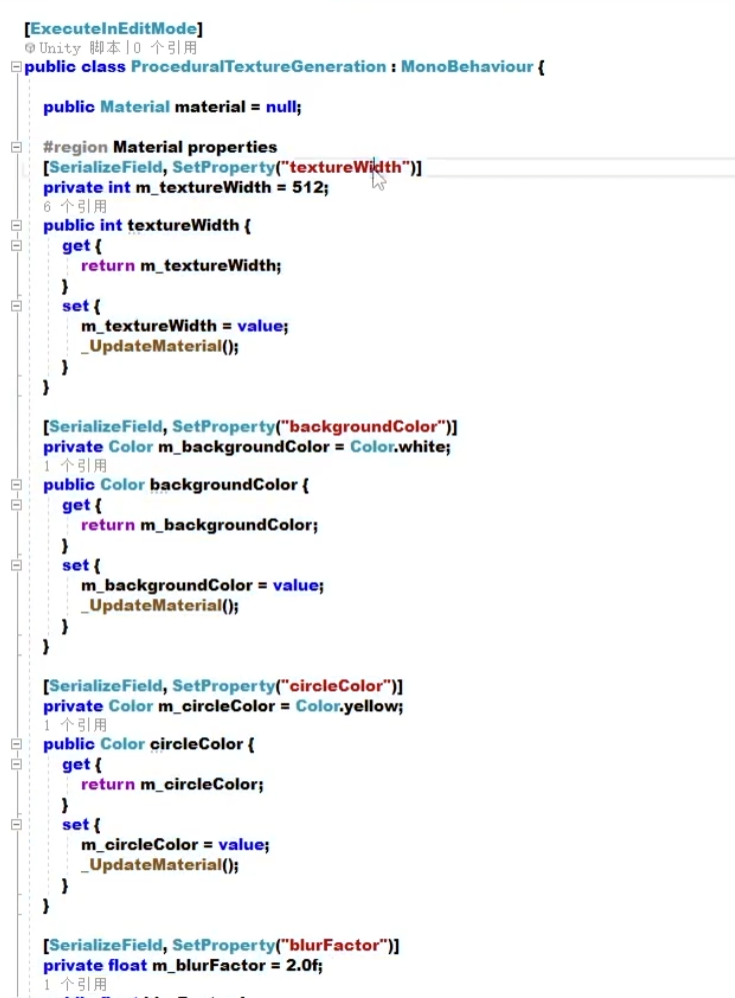 [ExecuteInEditMode]
Unity 脚本|0 个引用
public class ProceduralTextureGeneration : MonoBehaviour {
public Material material = null;
#region Material properties
[SerializeField, SetProperty("textureWidth")]
private int m_textureWidth = 512;
6 个引用
public int textureWidth {
get {
return m_textureWidth;
}
set {
m_textureWidth = value;
_UpdateMaterial();
}
}
[SerializeField, SetProperty("backgroundColor")]
private Color m_backgroundColor = Color.white;
1 个引用
public Color backgroundColor {
get {
return m_backgroundColor;
}
set {
m_backgroundColor = value;
_UpdateMaterial();
}
}
[SerializeField, SetProperty("circleColor")]
private Color m_circleColor = Color.yellow;
1 个引用
public Color circleColor {
get {
return m_circleColor;
}
set {
m_circleColor = value;
_UpdateMaterial();
}
}
[SerializeField, SetProperty("blurFactor")]
private float m_blurFactor = 2.0f;
1 个引用